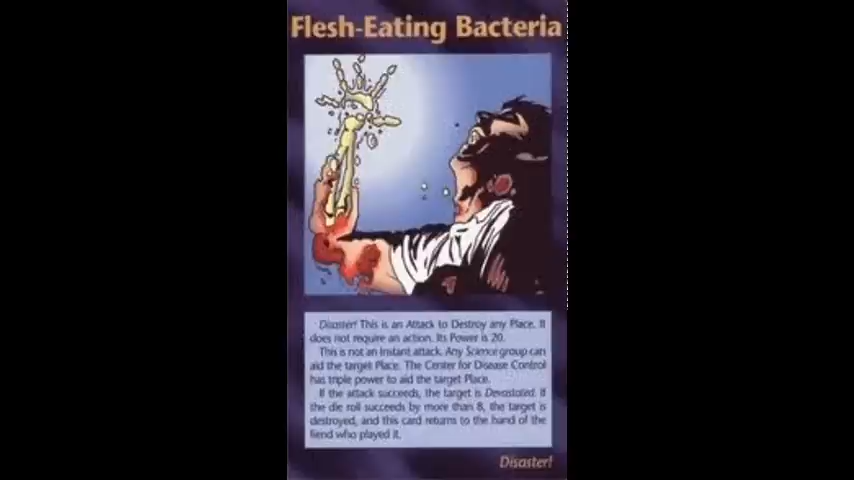 Flesh-Eating Bacteria
Disaster! This is an Attack to Destroy any Place. It
does not require an action. Its Power is 20.
This is not an Instant attack. Any Science group can
aid the target Place. The Center for Disease Control
has triple power to aid the target Place.
If the attack succeeds, the target is Devastated. If
the die roll succeeds by more than 8, the target is
destroyed, and this card returns to the hand of the
fiend who played it.
Disaster!